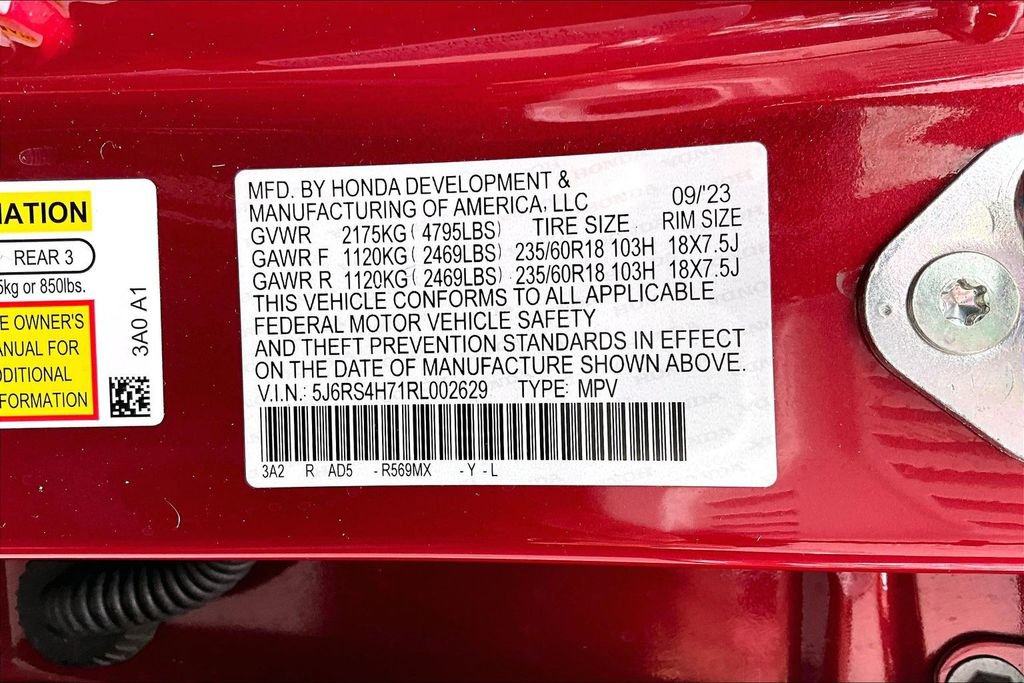 MATION
REAR 3
5kg or 850lbs.
E OWNER'S
ANUAL FOR
DDITIONAL
FORMATION
3A0 A1
MFD. BY HONDA DEVELOPMENT &
MANUFACTURING OF AMERICA, LLC 09/'23
GVWR 2175KG ( 4795LBS) TIRE SIZE RIM SIZE
GAWR F 1120KG ( 2469LBS) 235/60R18 103H 18X7.5J
GAWR R 1120KG ( 2469LBS) 235/60R18 103H 18X7.5J
THIS VEHICLE CONFORMS TO ALL APPLICABLE
FEDERAL MOTOR VEHICLE SAFETY
AND THEFT PREVENTION STANDARDS IN EFFECT
ON THE DATE OF MANUFACTURE SHOWN ABOVE.
V.I.N.: 5J6RS4H71RL002629 TYPE: MPV
3A2 R AD5 -R569MX -Y-L